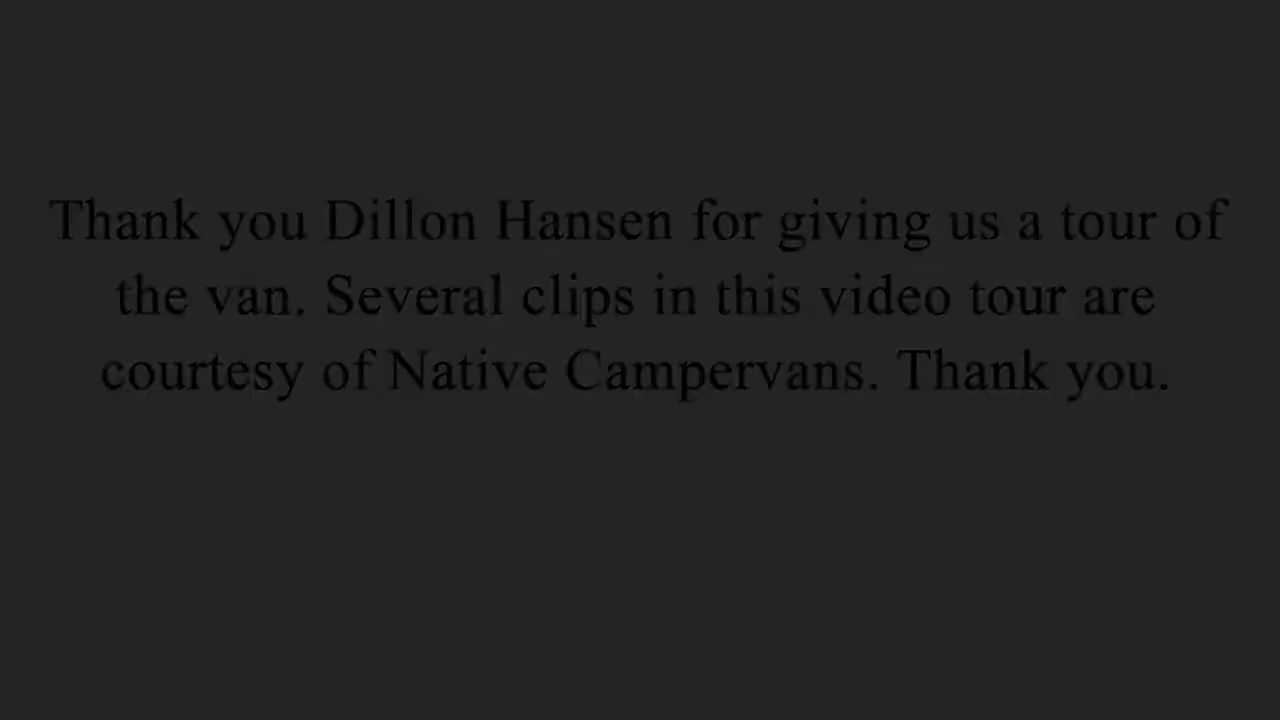 Thank you Dillon Hansen for giving us a tour of
the van. Several clips in this video tour are
courtesy of Native Campervans. Thank you.